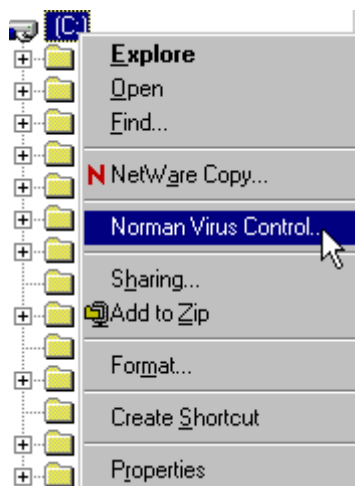 (C:)
Explore
Open
Find...
NetWare Copy...
Norman Virus Control...
Sharing...
Add to Zip
Format...
Create Shortcut
Properties